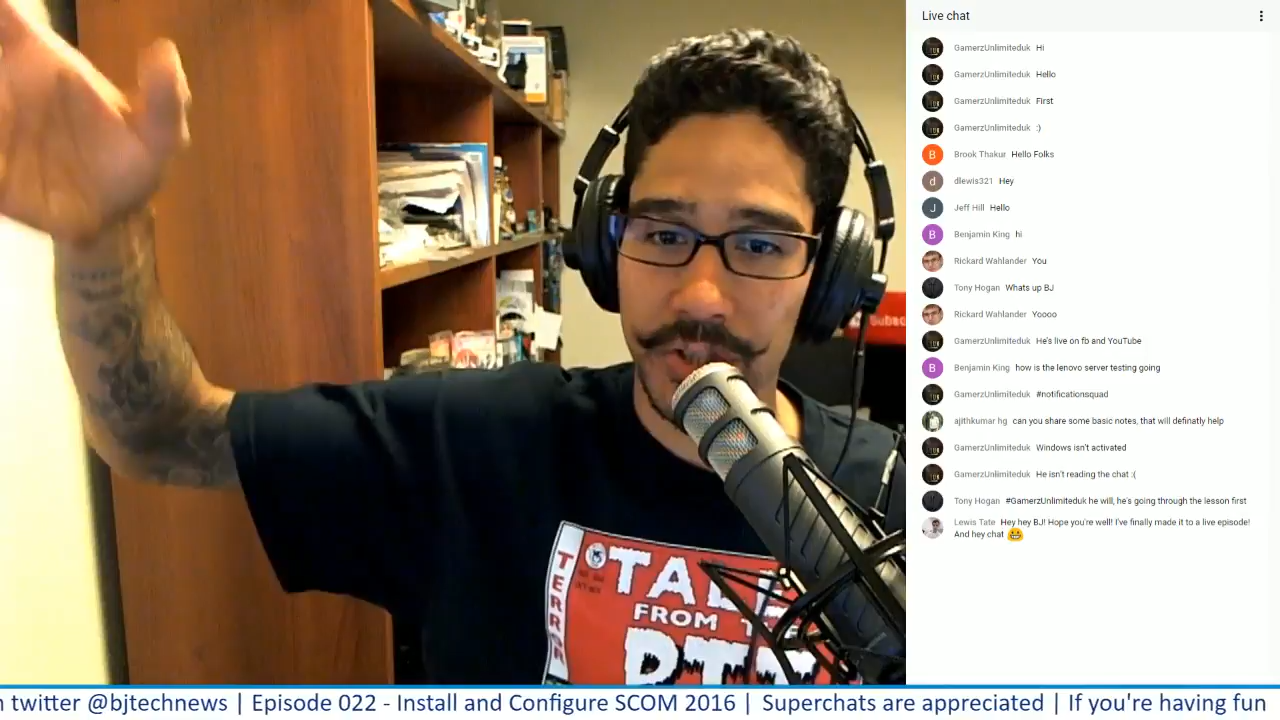 Live chat
GamerzUnlimiteduk Hi
GamerzUnlimiteduk Hello
GamerzUnlimiteduk First
GamerzUnlimiteduk :)
B Brook Thakur Hello Folks
d dlewis321 Hey
J Jeff Hill Hello
B Benjamin King hi
Rickard Wahlander You
Tony Hogan Whats up BJ
Rickard Wahlander Yoooo
GamerzUnlimiteduk He's live on fb and YouTube
B Benjamin King how is the lenovo server testing going
GamerzUnlimiteduk #notificationsquad
ajithkumar hg can you share some basic notes, that will definatly help
GamerzUnlimiteduk Windows isn't activated
GamerzUnlimiteduk He isn't reading the chat :(
Tony Hogan #GamerzUnlimiteduk he will, he's going through the lesson first
Lewis Tate Hey hey BJ! Hope you're well! I've finally made it to a live episode!
And hey chat 😀
TERROR
FROM
twitter @bjtechnews | Episode 022 - Install and Configure SCOM 2016 | Superchats are appreciated | If you're having fun